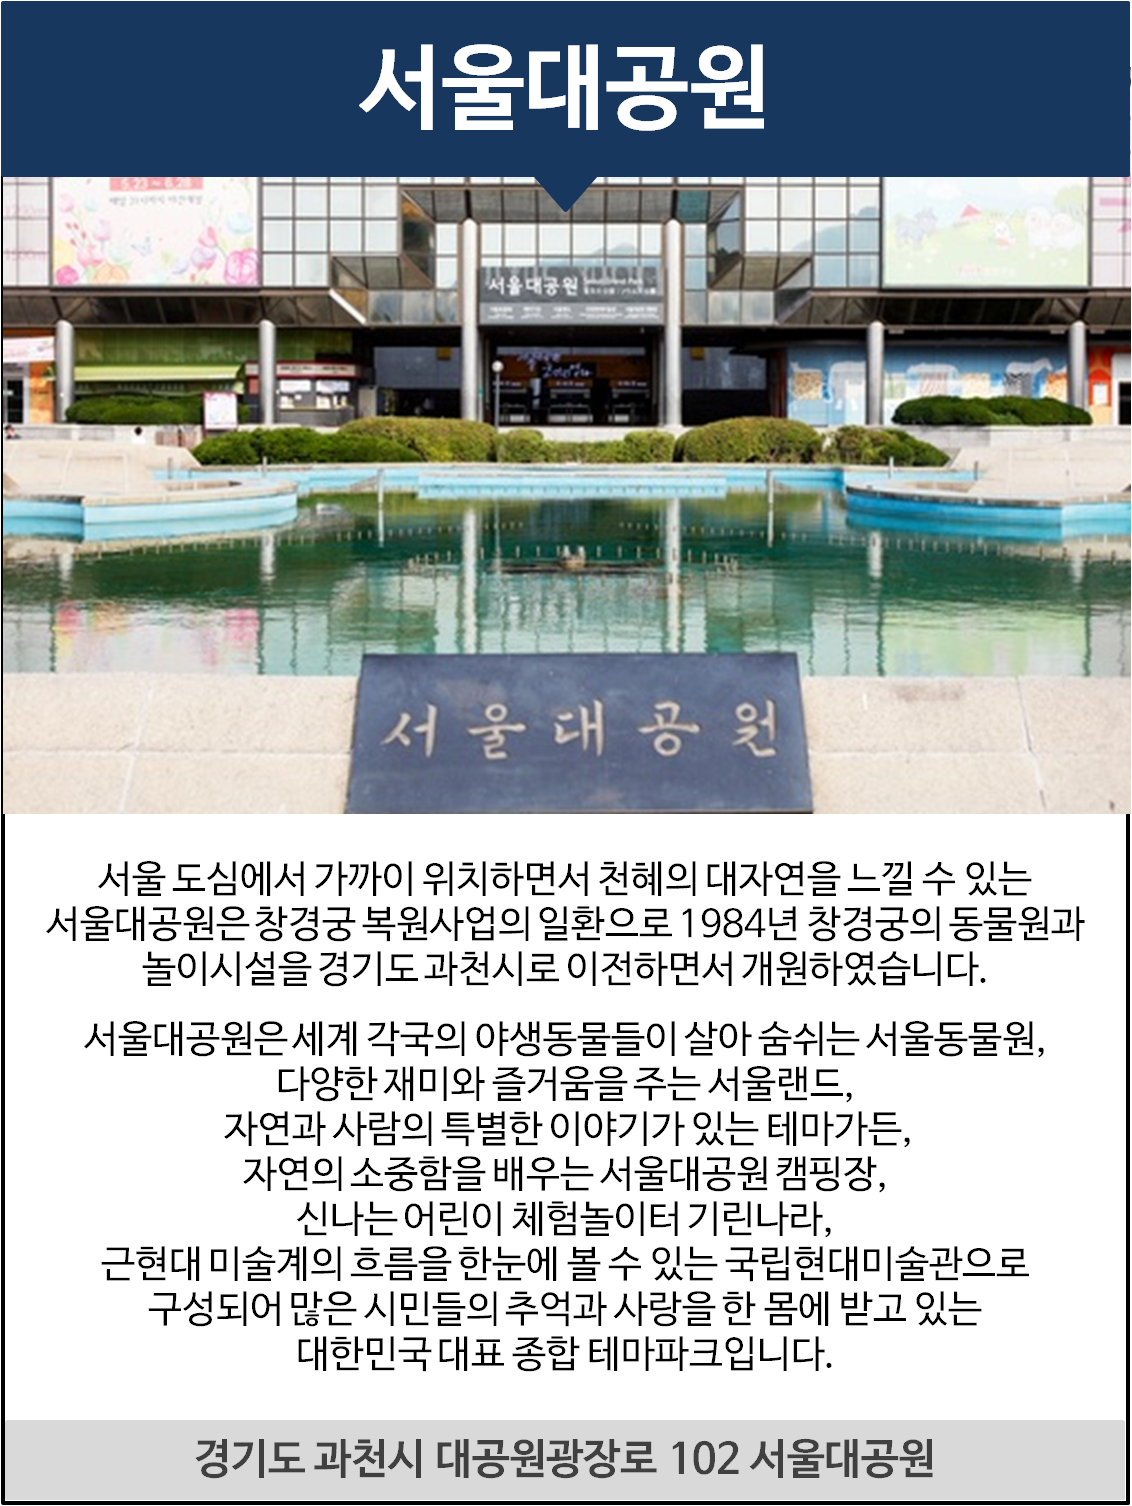 서울대공원
5.23 ~ 6.28
서울대공원
서울대공원
서울 도심에서 가까이 위치하면서 천혜의 대자연을 느낄 수 있는
서울대공원은 창경궁 복원사업의 일환으로 1984년 창경궁의 동물원과
놀이시설을 경기도 과천시로 이전하면서 개원하였습니다.
서울대공원은 세계 각국의 야생동물들이 살아 숨쉬는 서울동물원,
다양한 재미와 즐거움을 주는 서울랜드,
자연과 사람의 특별한 이야기가 있는 테마가든,
자연의 소중함을 배우는 서울대공원 캠핑장,
신나는 어린이 체험놀이터 기린나라,
근현대 미술계의 흐름을 한눈에 볼 수 있는 국립현대미술관으로
구성되어 많은 시민들의 추억과 사랑을 한 몸에 받고 있는
대한민국 대표 종합 테마파크입니다.
경기도 과천시 대공원광장로 102 서울대공원